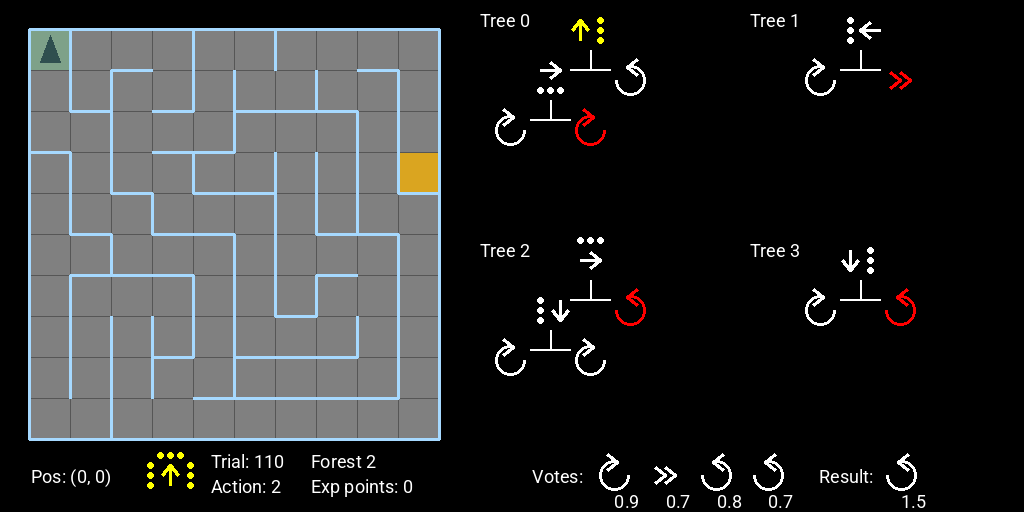 Tree 0
Tree 1
Tree 2
Tree 3
Pos: (0, 0)
Trial: 110
Forest 2
Action: 2
Exp points: 0
Votes:
0.9
0.7
0.8
0.7
Result:
1.5